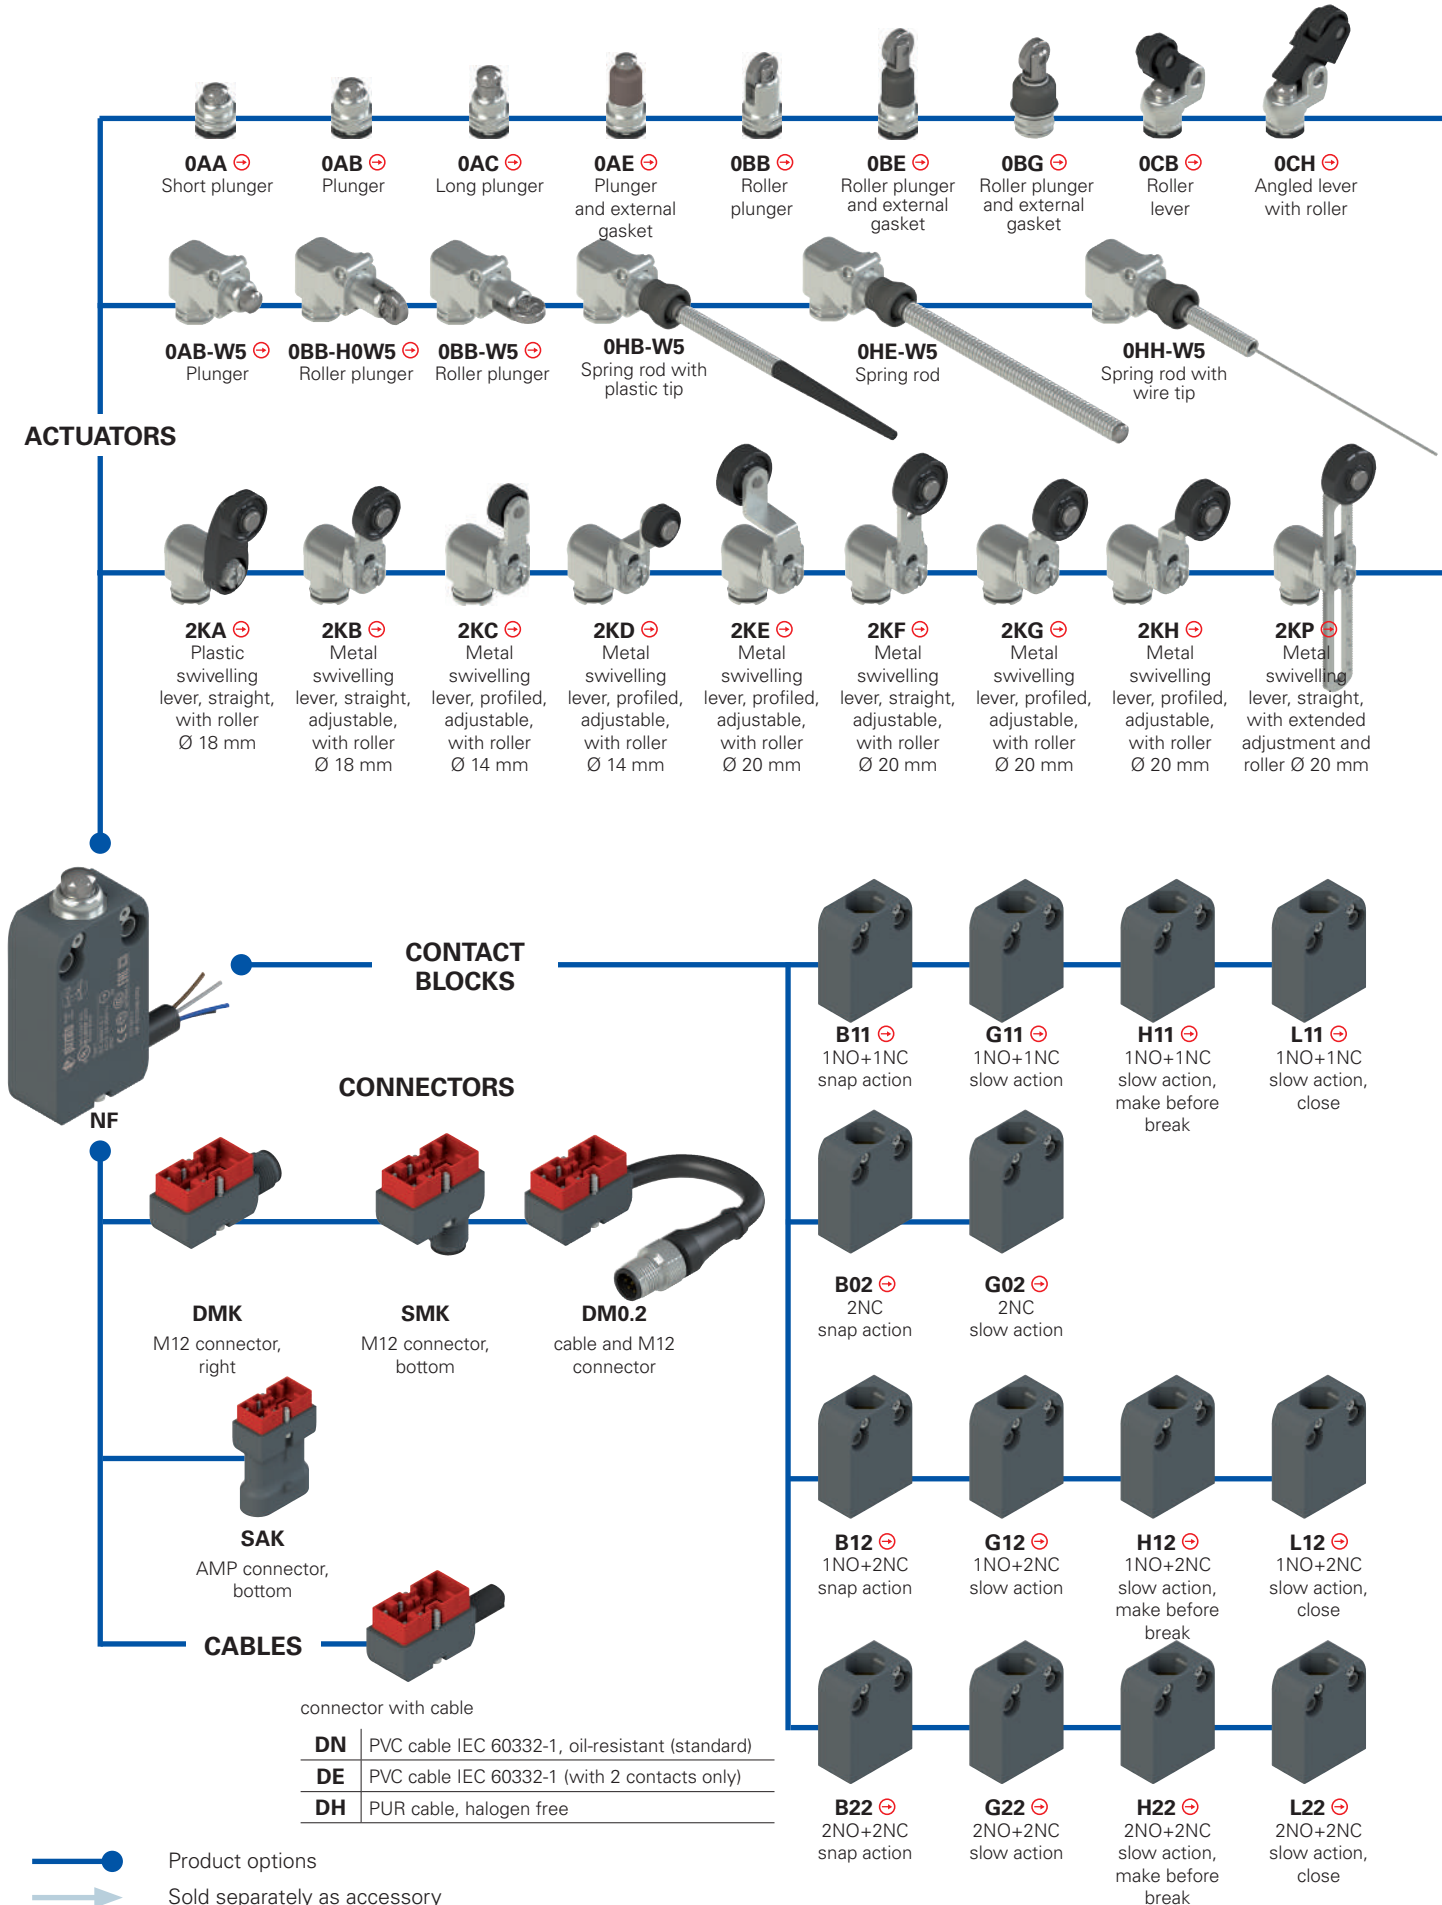 0AA
Short plunger
0AB
Plunger
0AC
Long plunger
0AE
Plunger
and external
gasket
0BB
Roller
plunger
0BE
Roller plunger
and external
gasket
0BG
Roller plunger
and external
gasket
0CB
Roller
lever
0CH
Angled lever
with roller
0AB-W5
Plunger
0BB-H0W5
Roller plunger
0BB-W5
Roller plunger
0HB-W5
Spring rod with
plastic tip
0HE-W5
Spring rod
0HH-W5
Spring rod with
wire tip
ACTUATORS
2KA
Plastic
swivelling
lever, straight,
with roller
Ø 18 mm
2KB
Metal
swivelling
lever, straight,
adjustable,
with roller
Ø 18 mm
2KC
Metal
swivelling
lever, profiled,
adjustable,
with roller
Ø 14 mm
2KD
Metal
swivelling
lever, profiled,
adjustable,
with roller
Ø 14 mm
2KE
Metal
swivelling
lever, profiled,
adjustable,
with roller
Ø 20 mm
2KF
Metal
swivelling
lever, straight,
adjustable,
with roller
Ø 20 mm
2KG
Metal
swivelling
lever, profiled,
adjustable,
with roller
Ø 20 mm
2KH
Metal
swivelling
lever, profiled,
adjustable,
with roller
Ø 20 mm
2KP
Metal
swivelling
lever, straight,
with extended
adjustment and
roller Ø 20 mm
NF
CONTACT
BLOCKS
B11
1NO+1NC
snap action
G11
1NO+1NC
slow action
H11
1NO+1NC
slow action,
make before
break
L11
1NO+1NC
slow action,
close
B02
2NC
snap action
G02
2NC
slow action
B12
1NO+2NC
snap action
G12
1NO+2NC
slow action
H12
1NO+2NC
slow action,
make before
break
L12
1NO+2NC
slow action,
close
B22
2NO+2NC
snap action
G22
2NO+2NC
slow action
H22
2NO+2NC
slow action,
make before
break
L22
2NO+2NC
slow action,
close
CONNECTORS
DMK
M12 connector,
right
SMK
M12 connector,
bottom
DM0.2
cable and M12
connector
SAK
AMP connector,
bottom
CABLES
connector with cable
DN PVC cable IEC 60332-1, oil-resistant (standard)
DE PVC cable IEC 60332-1 (with 2 contacts only)
DH PUR cable, halogen free
Product options
Sold separately as accessory